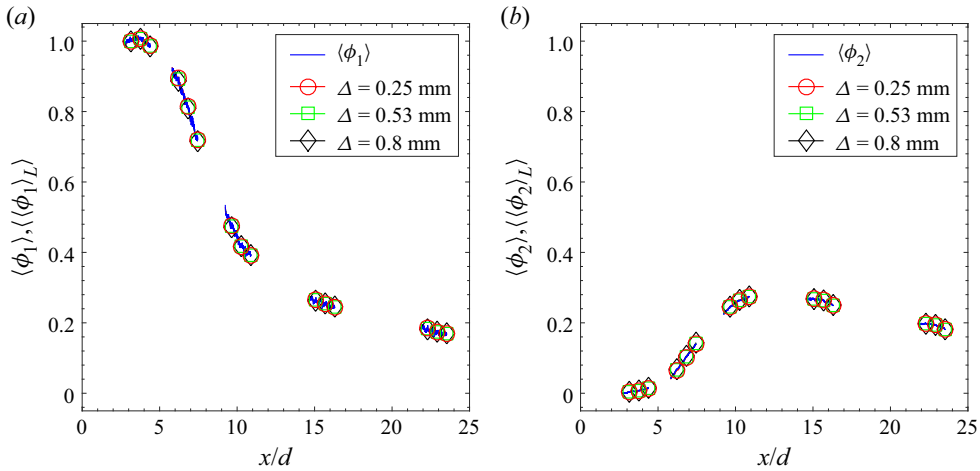 (a)
⟨ϕ1⟩
Δ = 0.25 mm
Δ = 0.53 mm
Δ = 0.8 mm
⟨ϕ1⟩,⟨⟨ϕ1⟩L⟩
1.0
0.8
0.6
0.4
0.2
0
0 5 10 15 20 25
x/d
(b)
⟨ϕ2⟩
Δ = 0.25 mm
Δ = 0.53 mm
Δ = 0.8 mm
⟨ϕ2⟩,⟨⟨ϕ2⟩L⟩
1.0
0.8
0.6
0.4
0.2
0
0 5 10 15 20 25
x/d